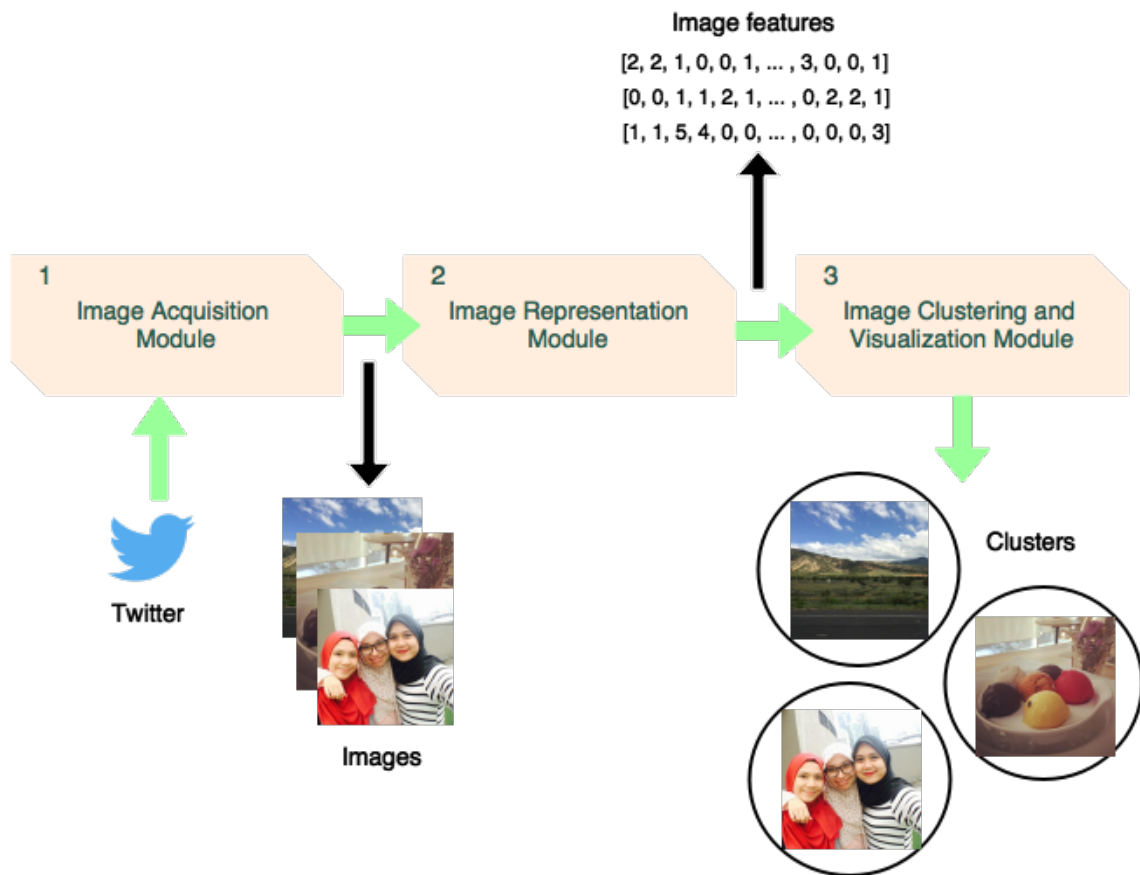 Image features
[2, 2, 1, 0, 0, 1, ... , 3, 0, 0, 1]
[0, 0, 1, 1, 2, 1, ... , 0, 2, 2, 1]
[1, 1, 5, 4, 0, 0, ... , 0, 0, 0, 3]
1
Image Acquisition
Module
2
Image Representation
Module
3
Image Clustering and
Visualization Module
Twitter
Images
Clusters